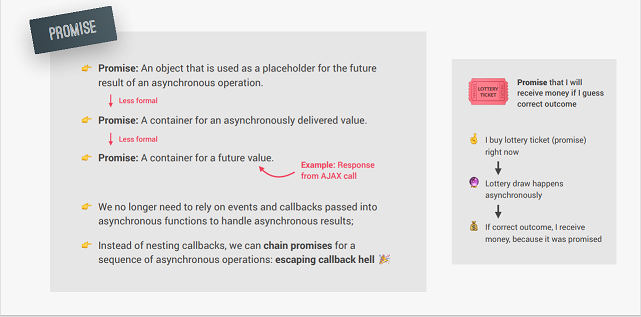 PROMISE
Promise: An object that is used as a placeholder for the future
result of an asynchronous operation.
Less formal
Promise: A container for an asynchronously delivered value.
Less formal
Promise: A container for a future value.
Example: Response
from AJAX call
We no longer need to rely on events and callbacks passed into
asynchronous functions to handle asynchronous results;
Instead of nesting callbacks, we can chain promises for a
sequence of asynchronous operations: escaping callback hell 🎉
LOTTERY
TICKET
Promise that I will
receive money if I guess
correct outcome
I buy lottery ticket (promise)
right now
Lottery draw happens
asynchronously
If correct outcome, I receive
money, because it was promised